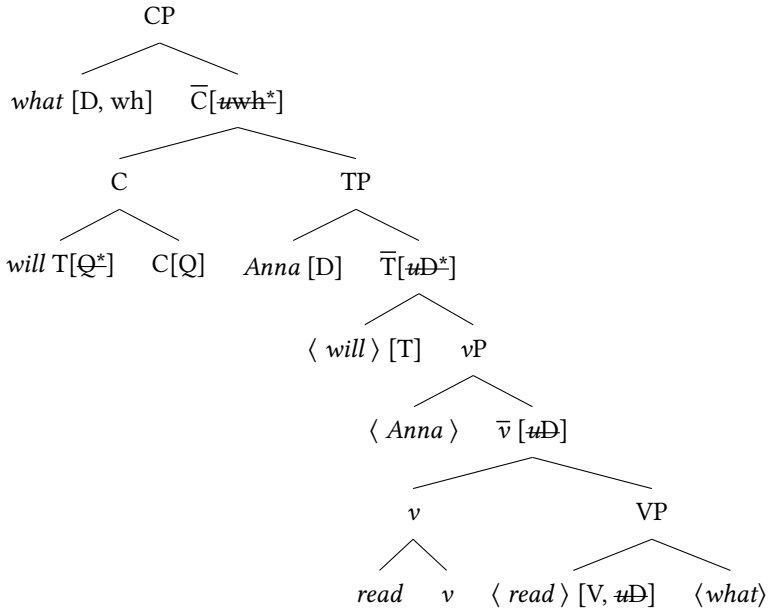 CP
what [D, wh] C̅[uwh*]
C TP
will T[Q*] C[Q] Anna [D] T̅[uD*]
⟨ will ⟩ [T] vP
⟨ Anna ⟩ v̅ [uD]
v VP
read v ⟨ read ⟩ [V, uD] ⟨what⟩